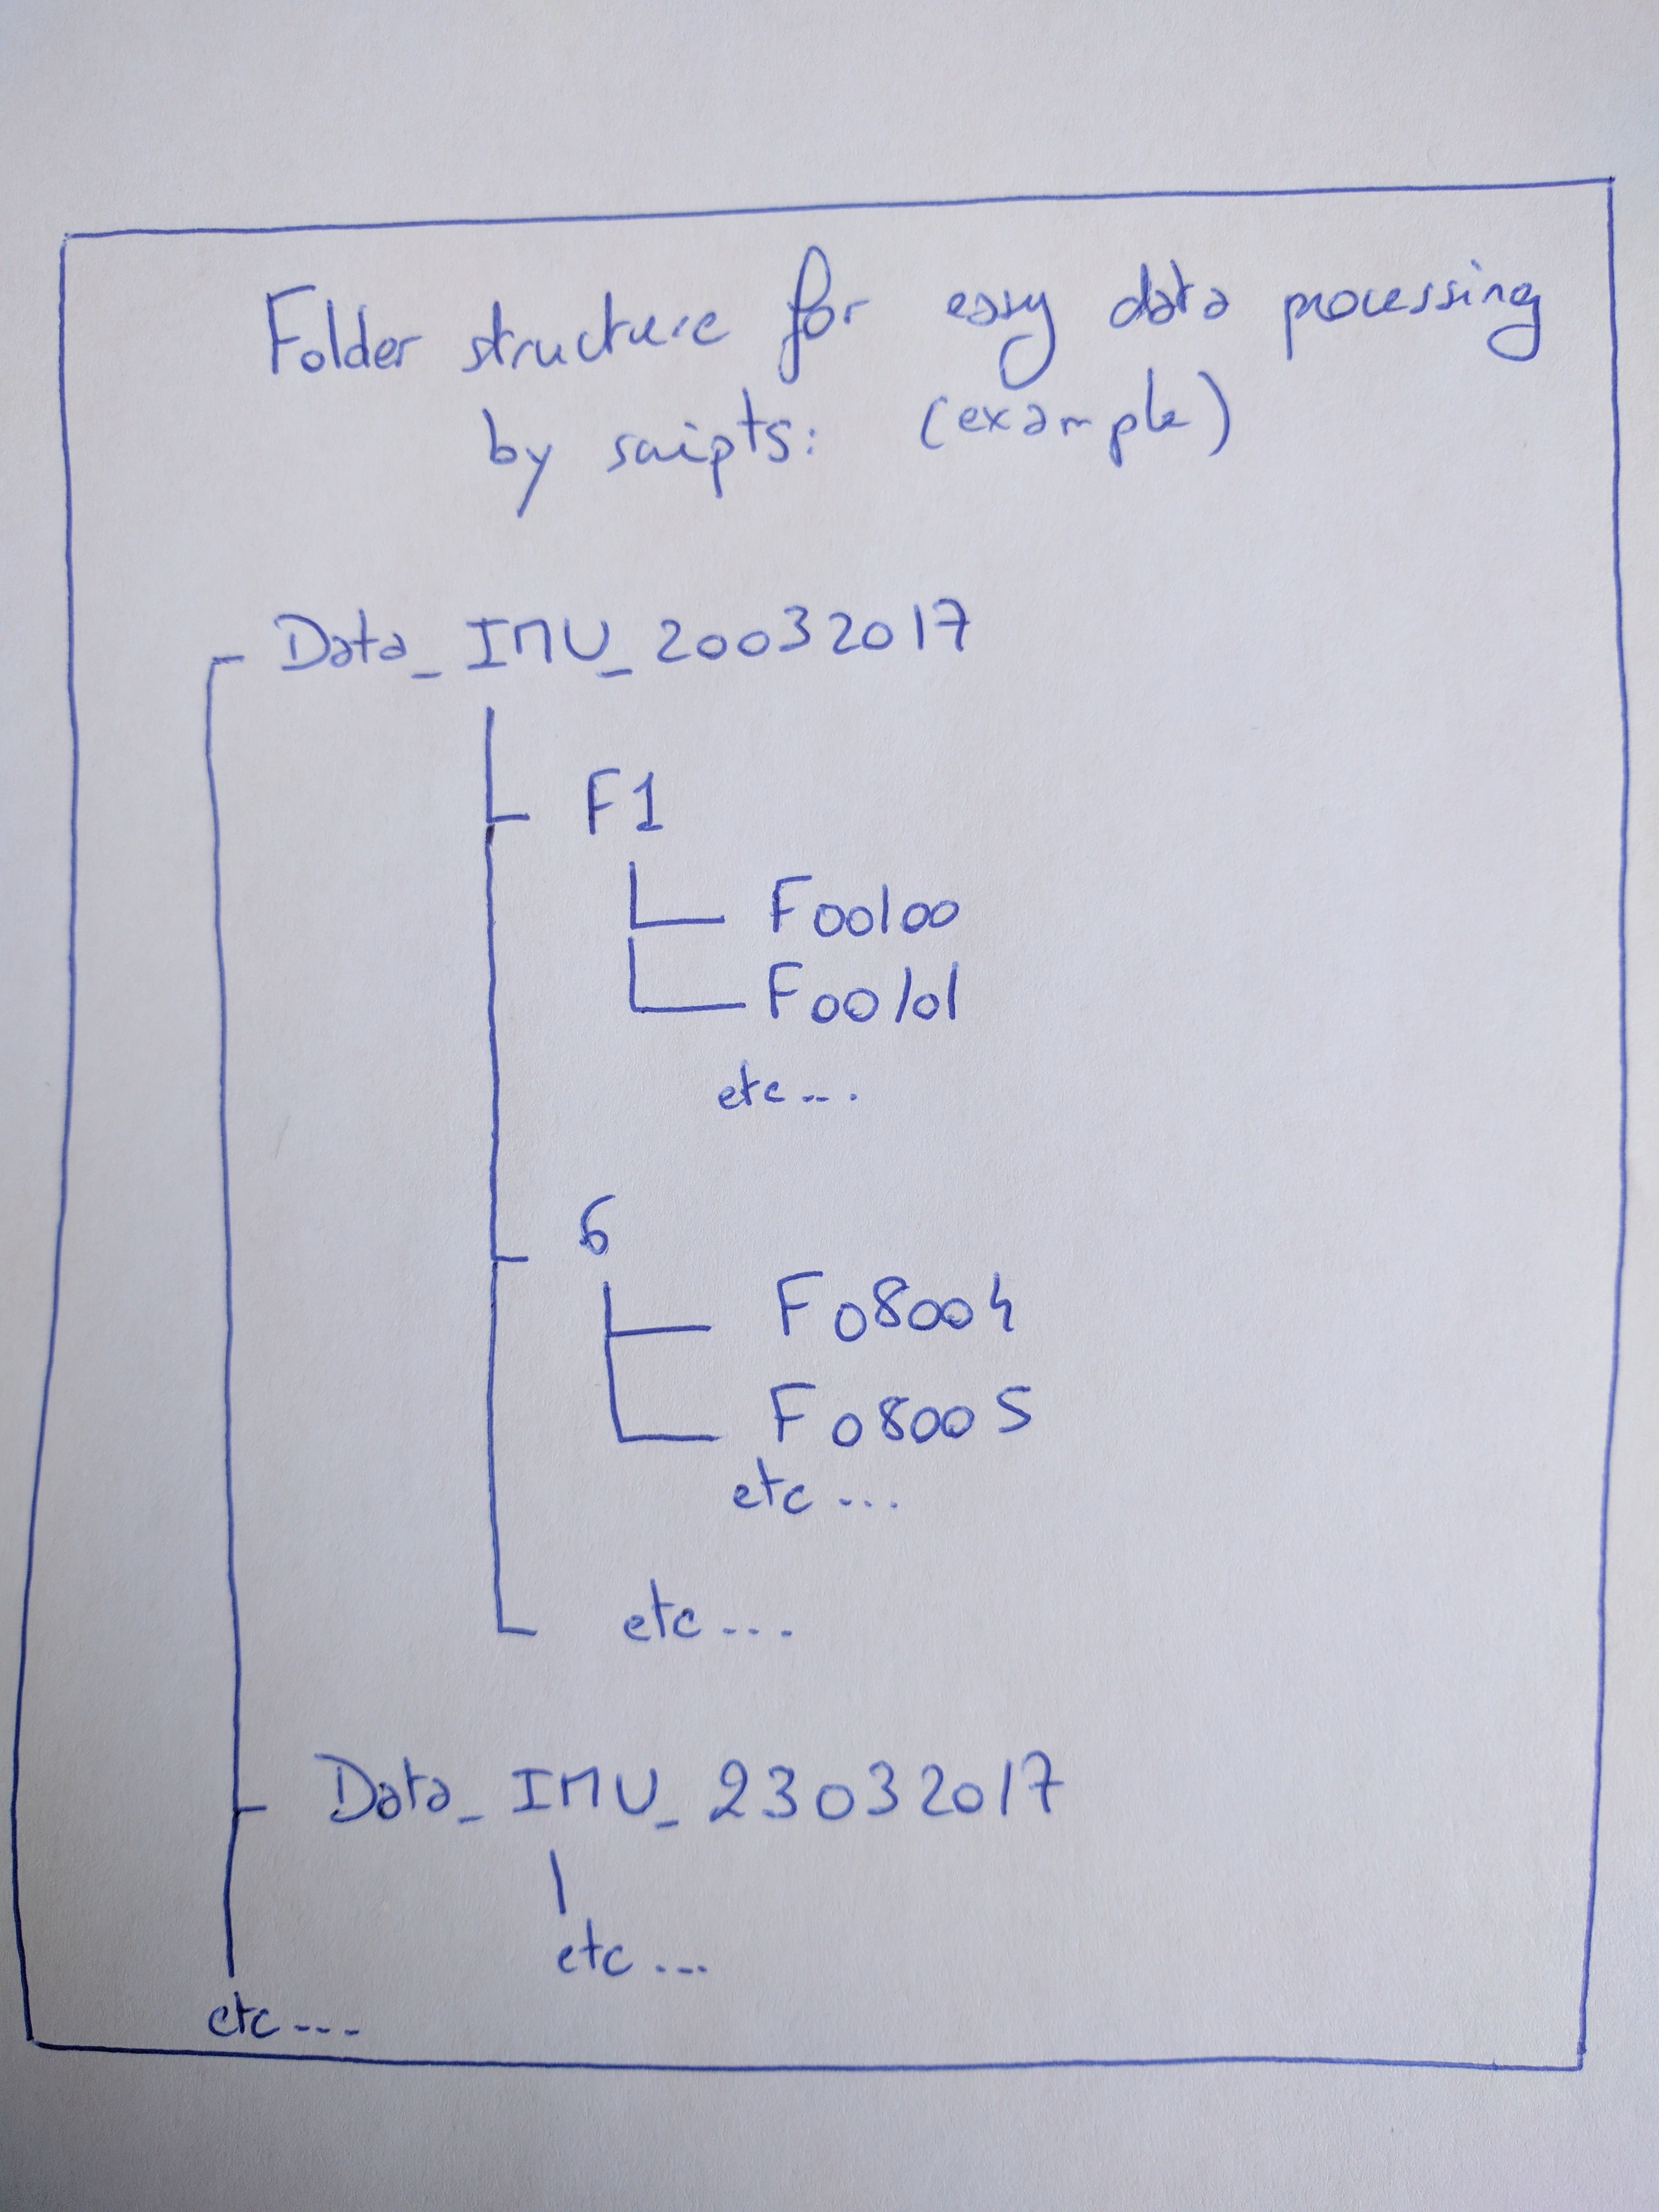 Folder structure for easy data processing
by scripts: (example)
Data_IMU_20032017
F1
F00100
F00101
etc...
6
F08004
F08005
etc...
etc...
Data_IMU_23032017
etc...
etc...